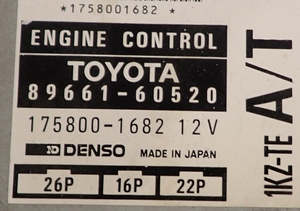 *1758001682 *
ENGINE CONTROL
TOYOTA
89661-60520
175800-1682 12V
DENSO MADE IN JAPAN
26P 16P 22P
1KZ-TE A/T